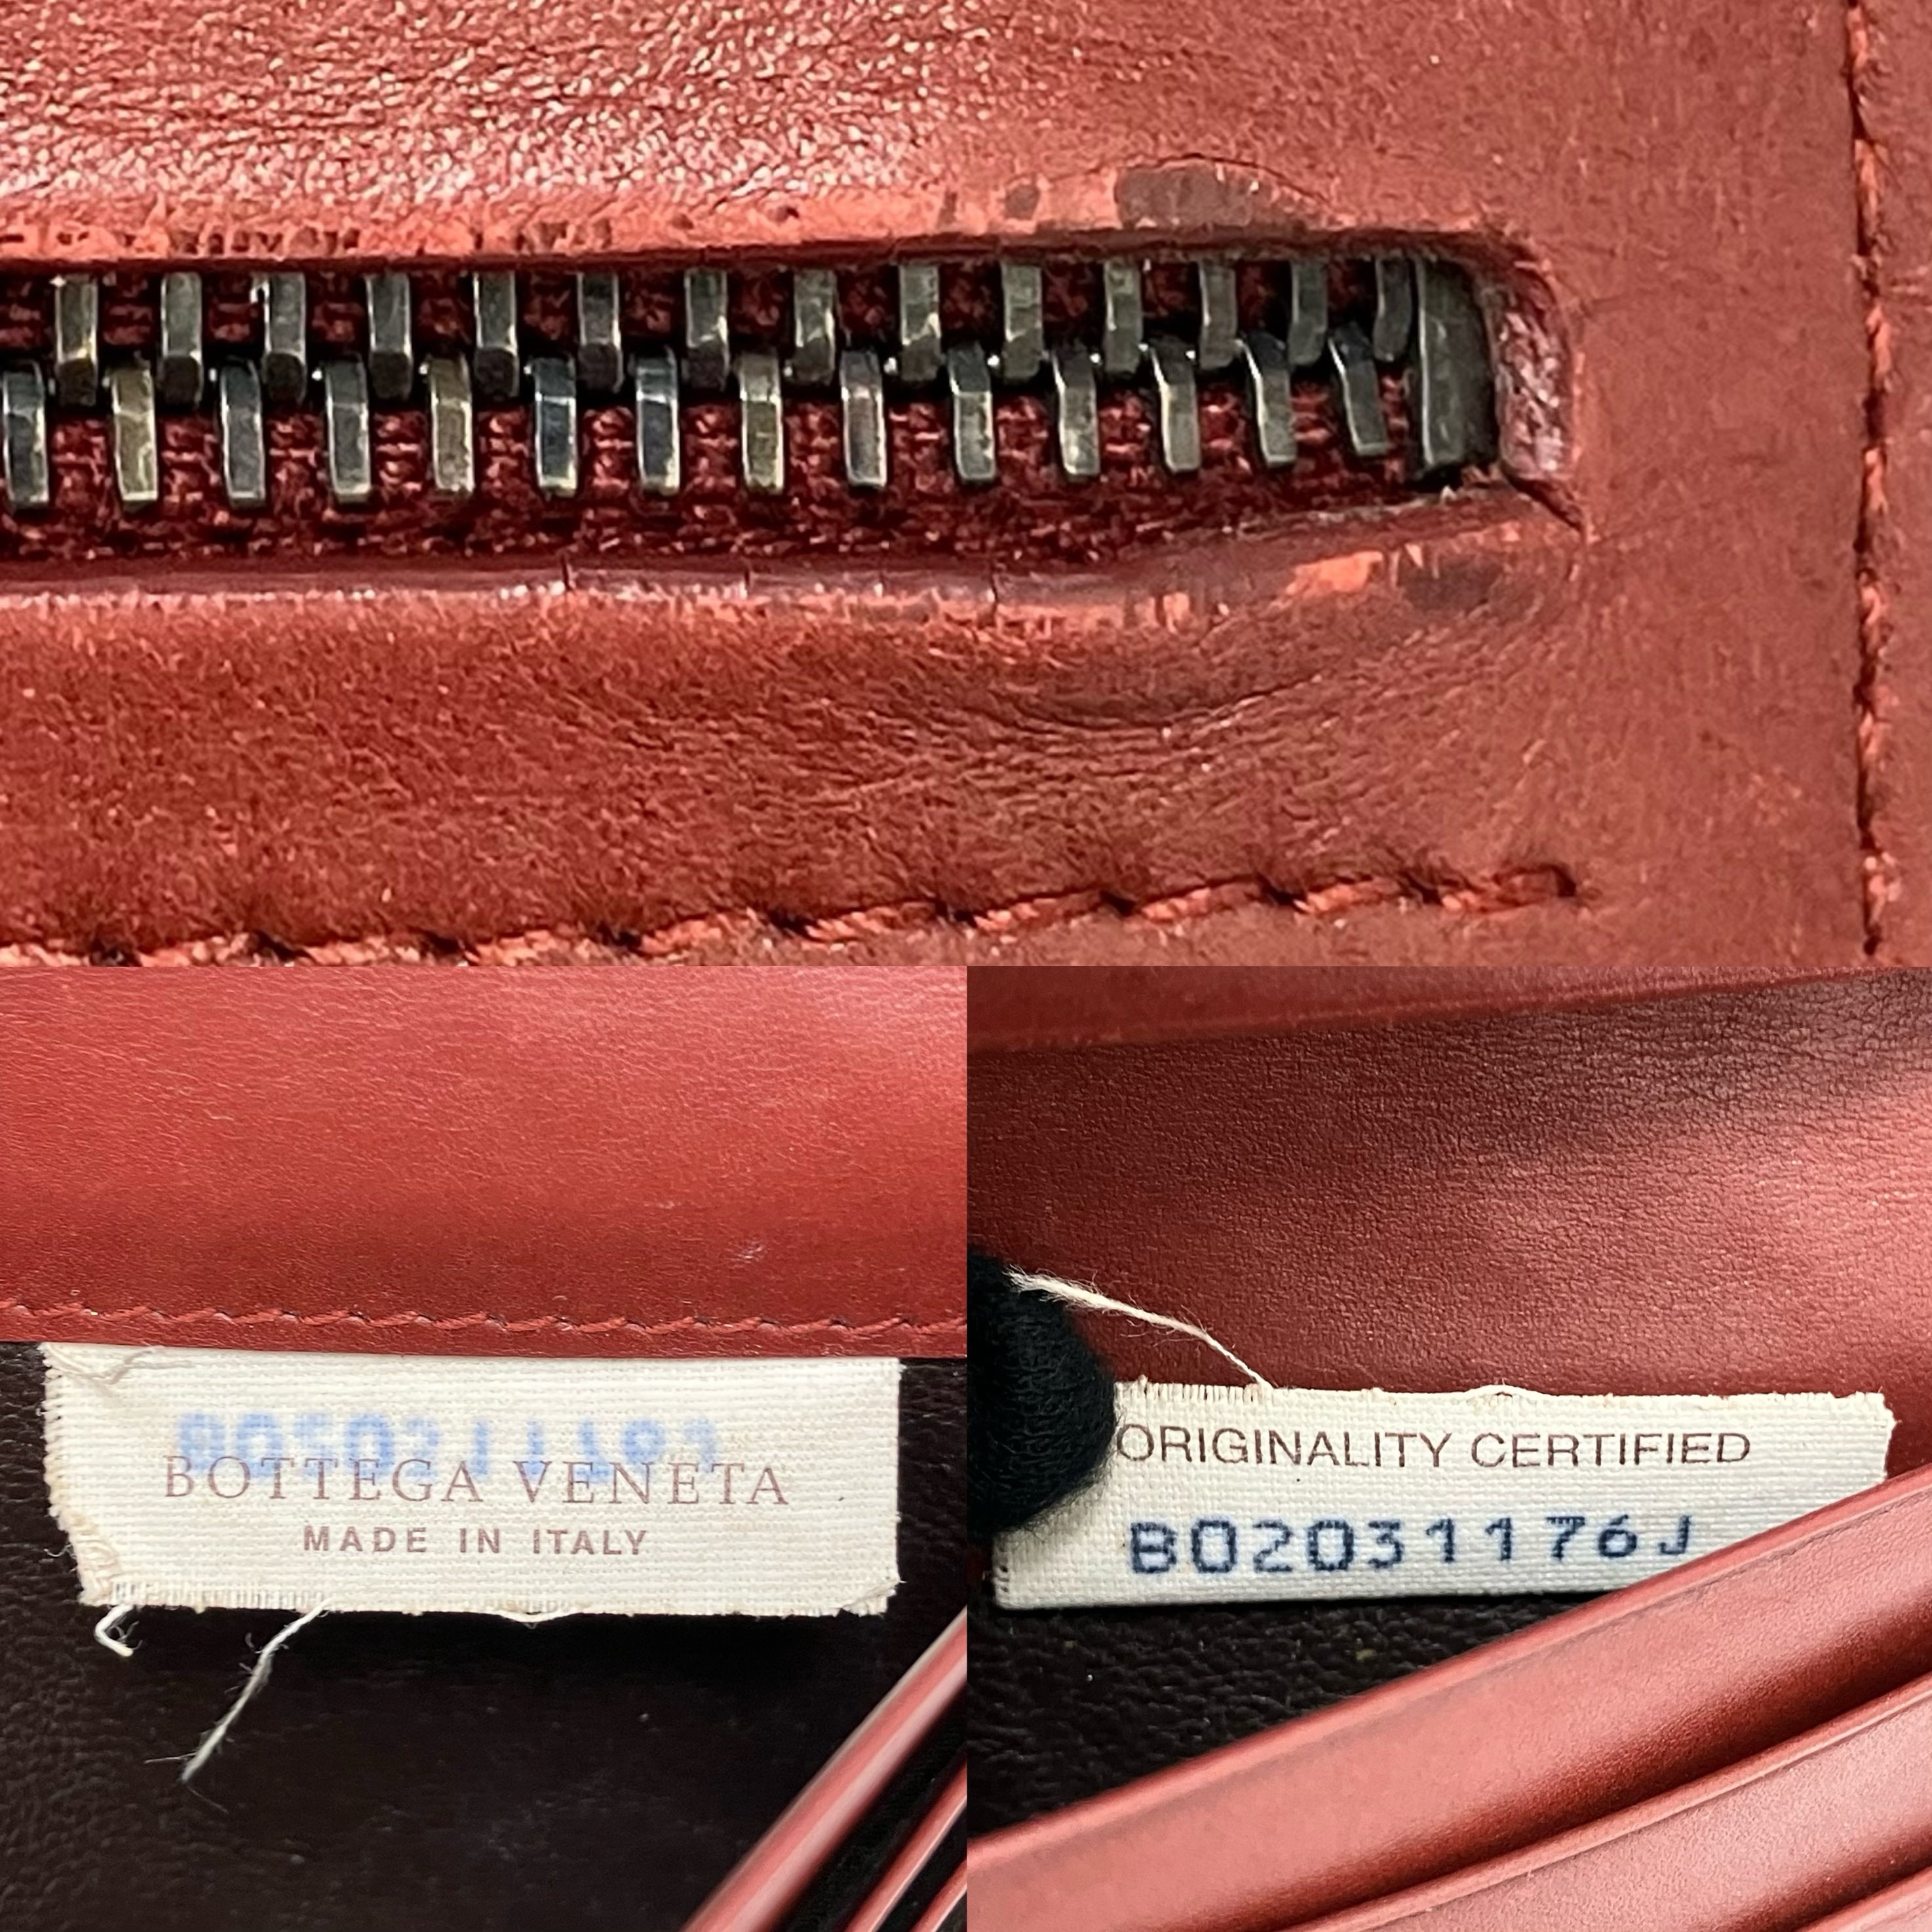 BOTTEGA VENETA
MADE IN ITALY
ORIGINALITY CERTIFIED
B02031176J